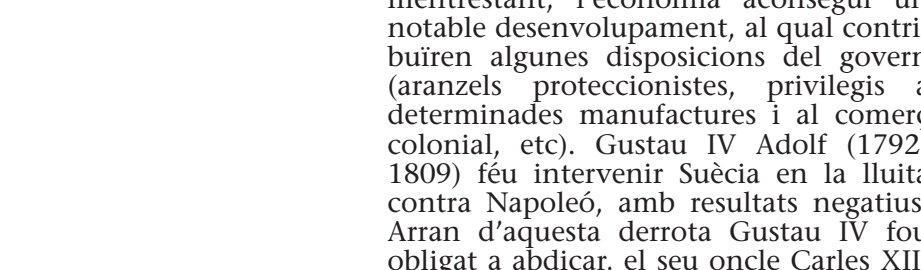 mentrestant, l'economia aconseguí un
notable desenvolupament, al qual contri
buïren algunes disposicions del govern
(aranzels proteccionistes, privilegis a
determinades manufactures i al comerç
colonial, etc). Gustau IV Adolf (1792
1809) féu intervenir Suècia en la lluita
contra Napoleó, amb resultats negatius
Arran d'aquesta derrota Gustau IV fou
obligat a abdicar. el seu oncle Carles XII